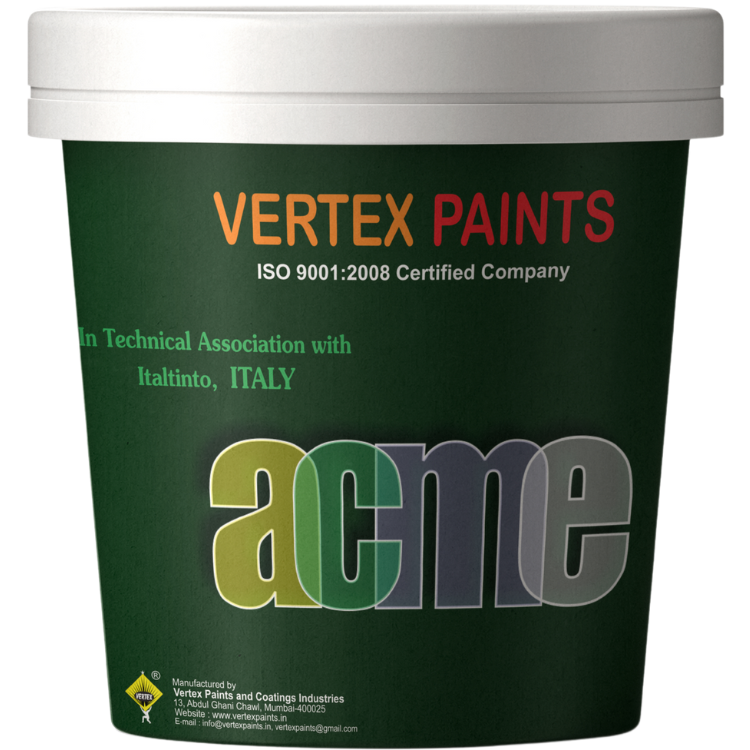 VERTEX PAINTS
ISO 9001:2008 Certified Company
In Technical Association with
Italtinto, ITALY
acme
VERTEX
®
Manufactured by
Vertex Paints and Coatings Industries
13, Abdul Ghani Chawl, Mumbai-400025
Website : www.vertexpaints.in
E-mail : info@vertexpaints.in, vertexpaints@gmail.com